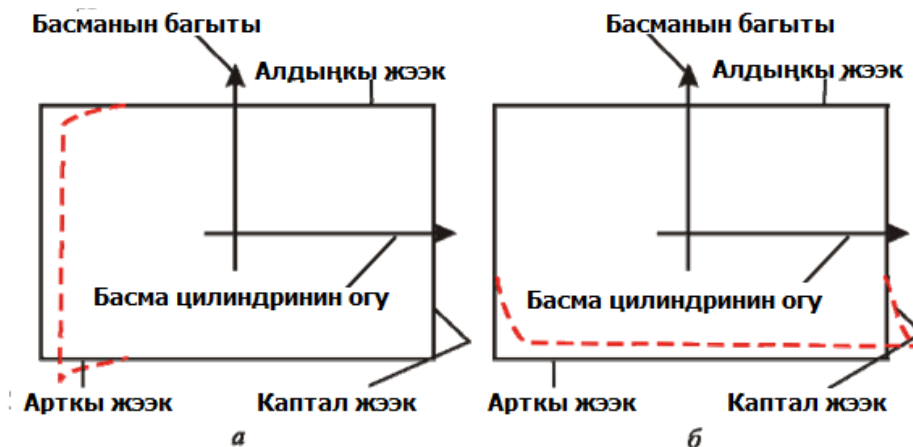 Басманын багыты
Алдыңкы жээк
Басма цилиндринин огу
Арткы жээк
Каптал жээк
а
Басманын багыты
Алдыңкы жээк
Басма цилиндринин огу
Арткы жээк
Каптал жээк
б